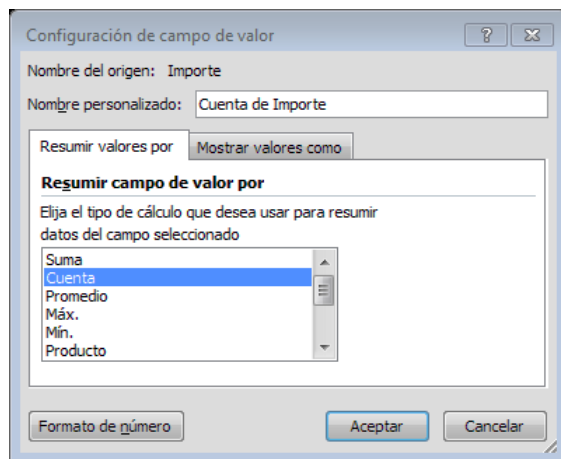 Configuración de campo de valor
Nombre del origen: Importe
Nombre personalizado: Cuenta de Importe
Resumir valores por Mostrar valores como
Resumir campo de valor por
Elija el tipo de cálculo que desea usar para resumir
datos del campo seleccionado
Suma
Cuenta
Promedio
Máx.
Mín.
Producto
Formato de número Aceptar Cancelar